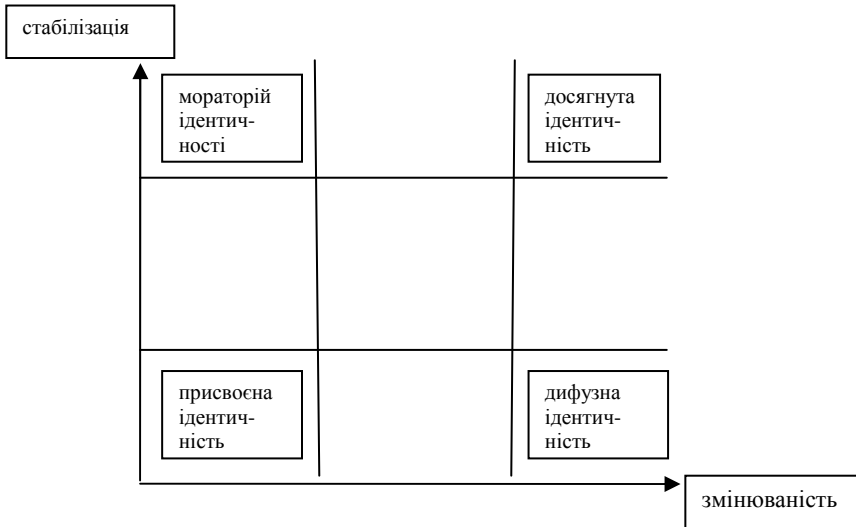 стабілізація
мораторій
ідентич-
ності
досягнута
ідентич-
ність
присвоєна
ідентич-
ність
дифузна
ідентич-
ність
змінюваність